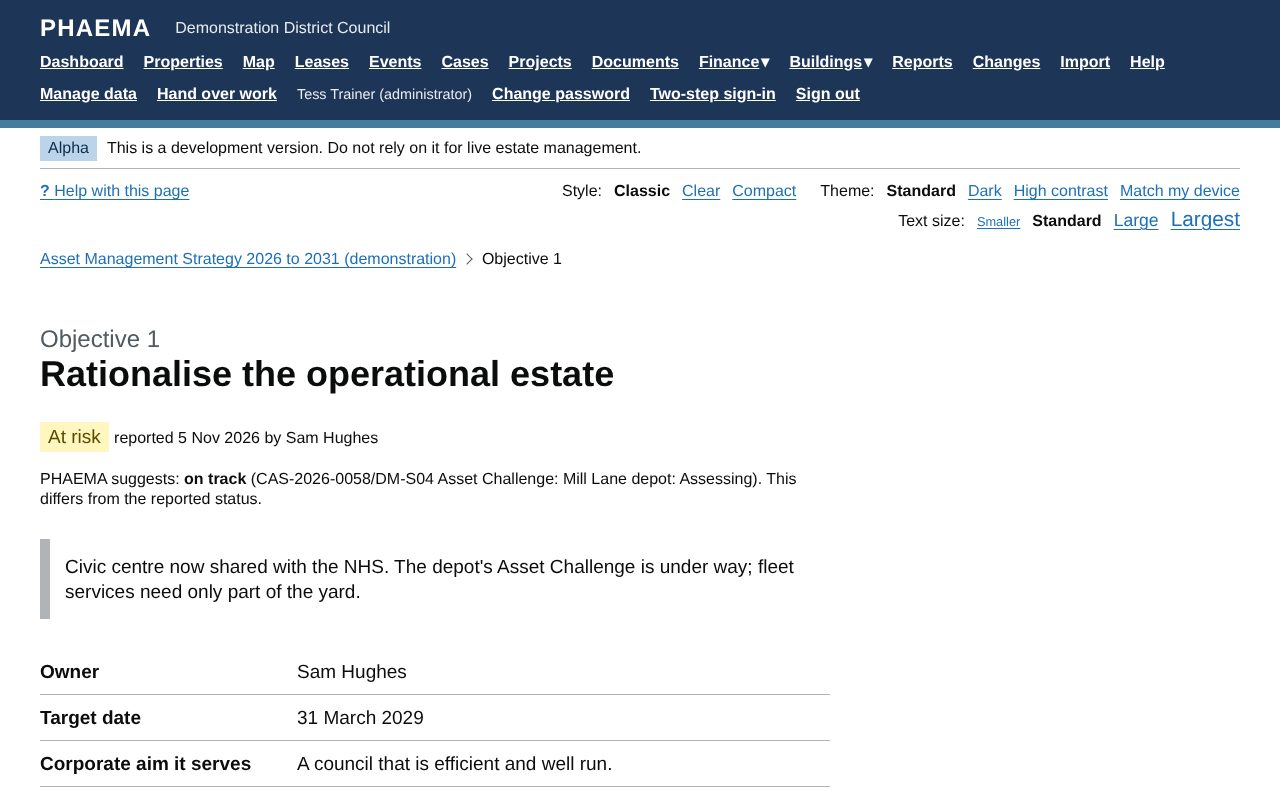 PHAEMA Demonstration District Council
Dashboard Properties Map Leases Events Cases Projects Documents Finance▾ Buildings▾ Reports Changes Import Help
Manage data Hand over work Tess Trainer (administrator) Change password Two-step sign-in Sign out
Alpha This is a development version. Do not rely on it for live estate management.
? Help with this page Style: Classic Clear Compact Theme: Standard Dark High contrast Match my device
Text size: Smaller Standard Large Largest
Asset Management Strategy 2026 to 2031 (demonstration) > Objective 1
Objective 1
Rationalise the operational estate
At risk reported 5 Nov 2026 by Sam Hughes
PHAEMA suggests: on track (CAS-2026-0058/DM-S04 Asset Challenge: Mill Lane depot: Assessing). This
differs from the reported status.
Civic centre now shared with the NHS. The depot's Asset Challenge is under way; fleet
services need only part of the yard.
Owner Sam Hughes
Target date 31 March 2029
Corporate aim it serves A council that is efficient and well run.